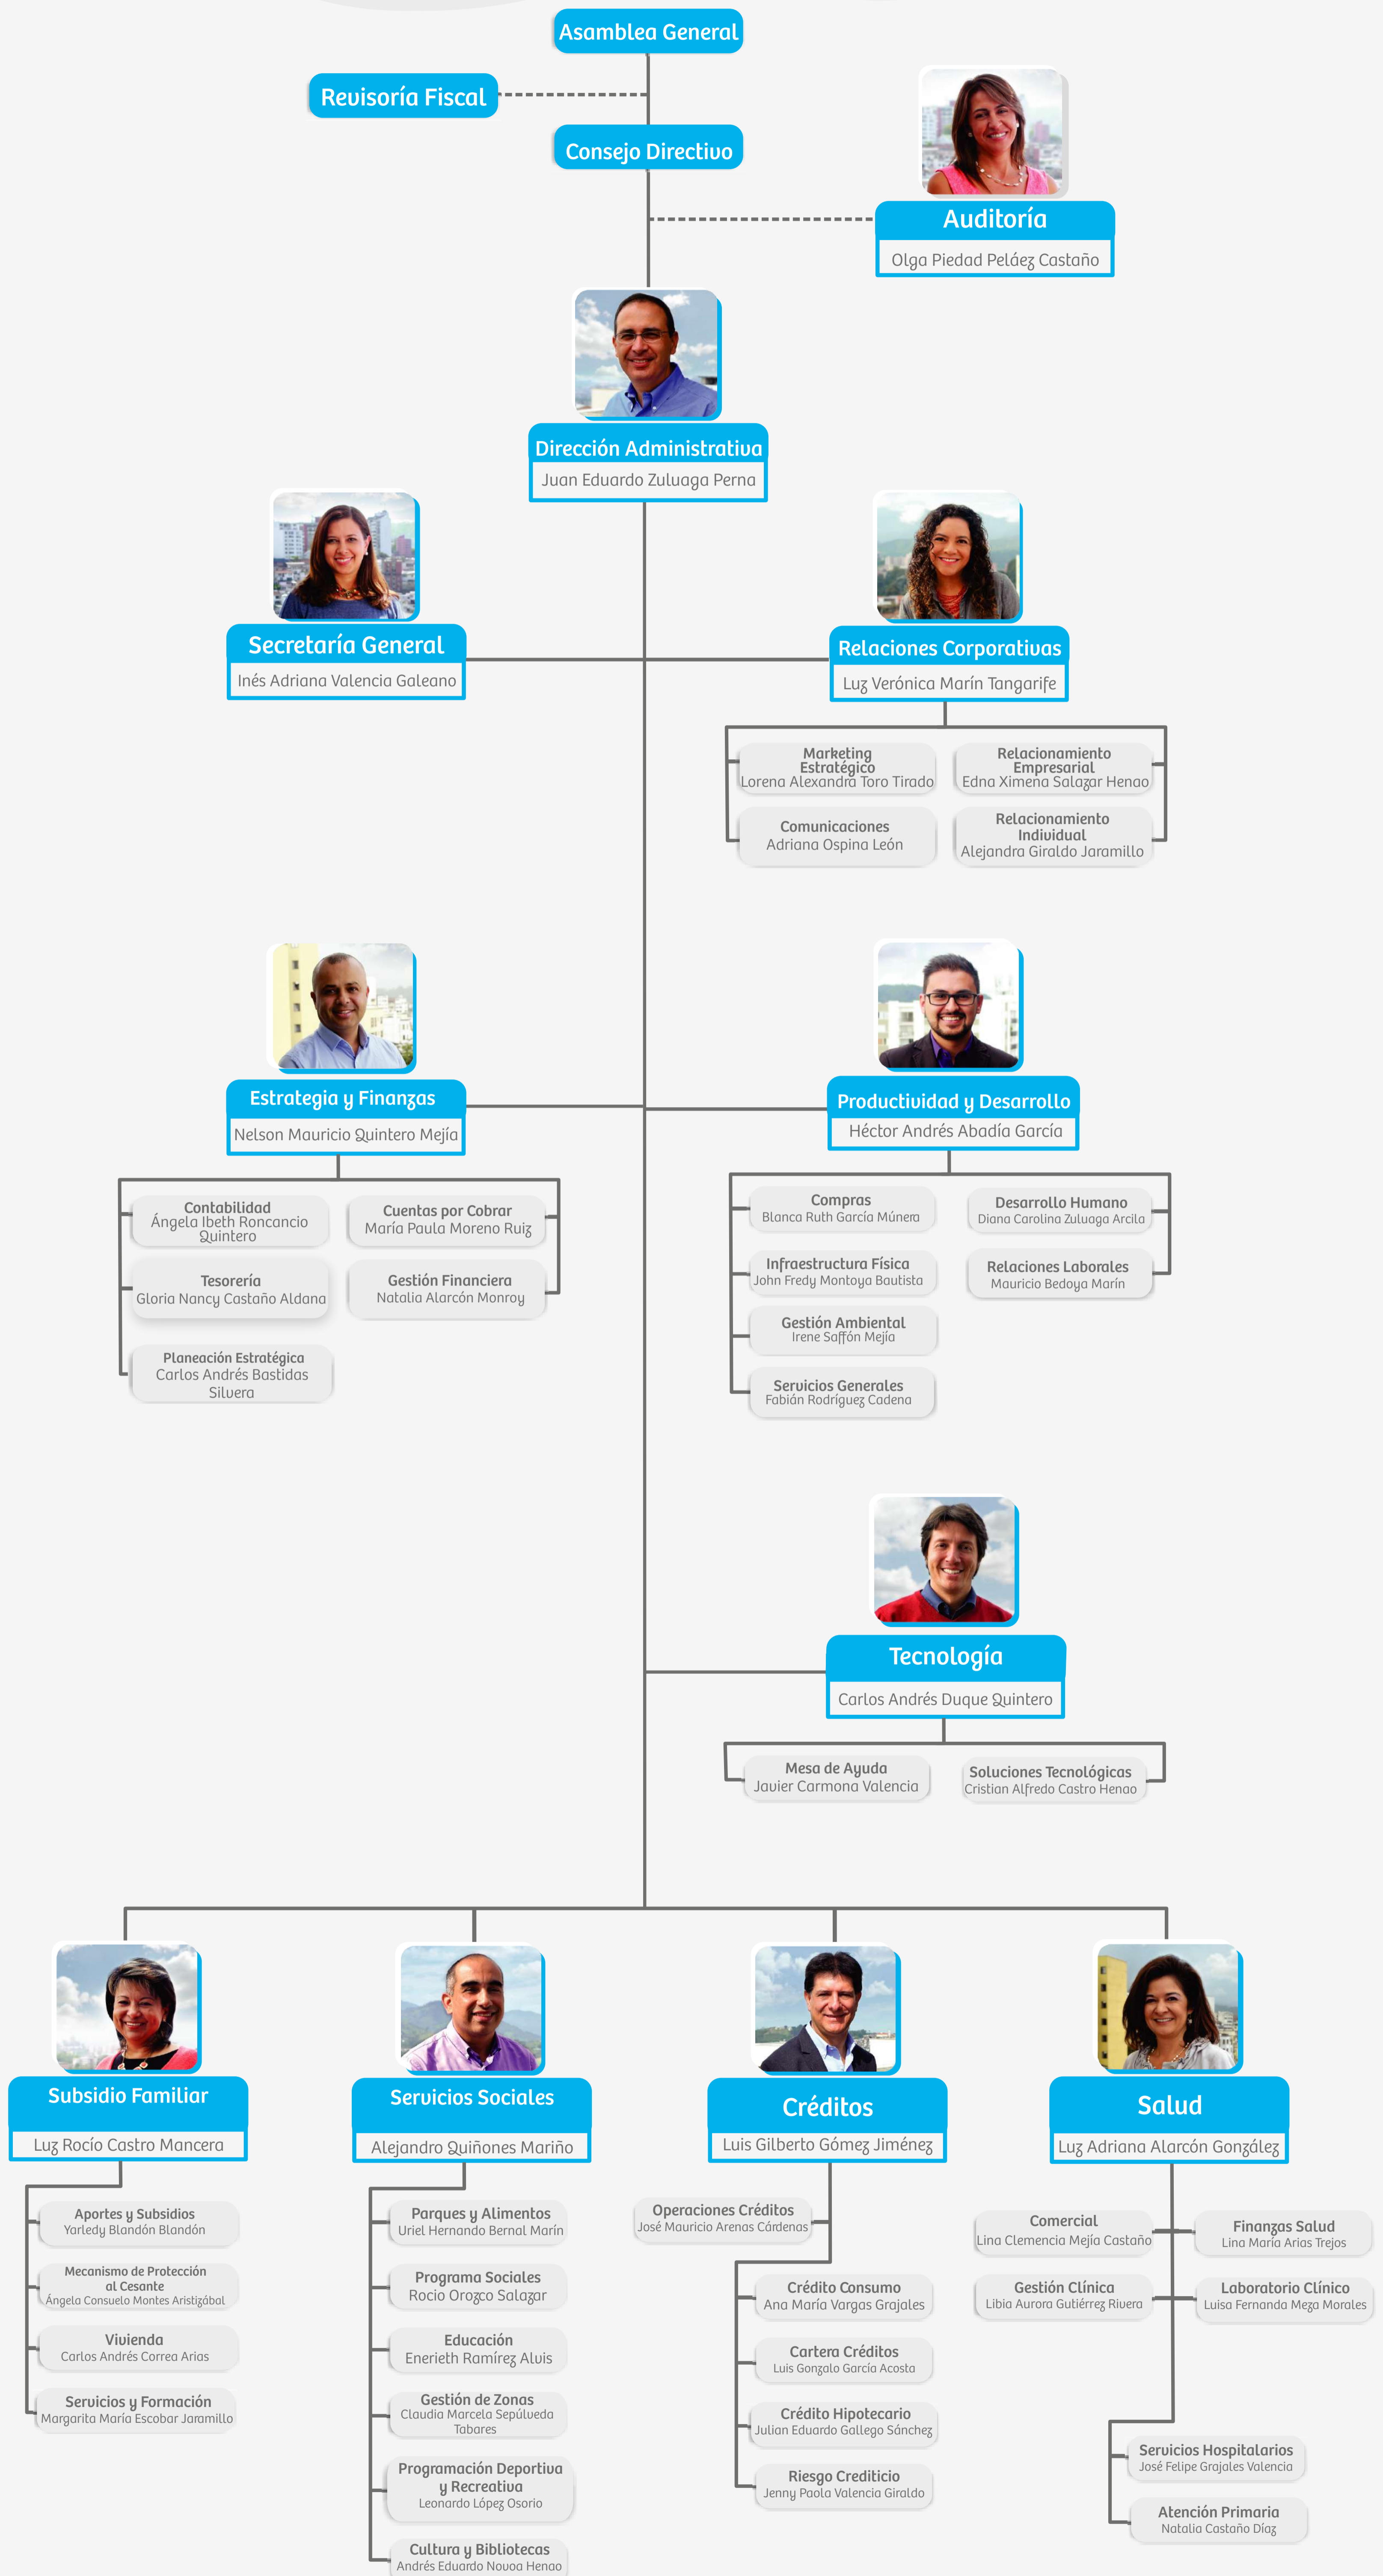 Asamblea General
Revisoría Fiscal
Consejo Directivo
Auditoría
Olga Piedad Peláez Castaño
Dirección Administrativa
Juan Eduardo Zuluaga Perna
Secretaría General
Inés Adriana Valencia Galeano
Relaciones Corporativas
Luz Verónica Marín Tangarife
Marketing
Estratégico
Lorena Alexandra Toro Tirado
Relacionamiento
Empresarial
Edna Ximena Salazar Henao
Comunicaciones
Adriana Ospina León
Relacionamiento
Individual
Alejandra Giraldo Jaramillo
Estrategia y Finanzas
Nelson Mauricio Quintero Mejía
Contabilidad
Ángela Ibeth Roncancio
Quintero
Cuentas por Cobrar
María Paula Moreno Ruiz
Tesorería
Gloria Nancy Castaño Aldana
Gestión Financiera
Natalia Alarcón Monroy
Planeación Estratégica
Carlos Andrés Bastidas
Silvera
Productividad y Desarrollo
Héctor Andrés Abadía García
Compras
Blanca Ruth García Múnera
Desarrollo Humano
Diana Carolina Zuluaga Arcila
Infraestructura Física
John Fredy Montoya Bautista
Relaciones Laborales
Mauricio Bedoya Marín
Gestión Ambiental
Irene Saffón Mejía
Servicios Generales
Fabián Rodríguez Cadena
Tecnología
Carlos Andrés Duque Quintero
Mesa de Ayuda
Javier Carmona Valencia
Soluciones Tecnológicas
Cristian Alfredo Castro Henao
Subsidio Familiar
Luz Rocío Castro Mancera
Aportes y Subsidios
Yarledy Blandón Blandón
Mecanismo de Protección
al Cesante
Ángela Consuelo Montes Aristizábal
Vivienda
Carlos Andrés Correa Arias
Servicios y Formación
Margarita María Escobar Jaramillo
Servicios Sociales
Alejandro Quiñones Mariño
Parques y Alimentos
Uriel Hernando Bernal Marín
Programa Sociales
Rocio Orozco Salazar
Educación
Enerieth Ramírez Alvis
Gestión de Zonas
Claudia Marcela Sepúlveda
Tabares
Programación Deportiva
y Recreativa
Leonardo López Osorio
Cultura y Bibliotecas
Andrés Eduardo Novoa Henao
Créditos
Luis Gilberto Gómez Jiménez
Operaciones Créditos
José Mauricio Arenas Cárdenas
Crédito Consumo
Ana María Vargas Grajales
Cartera Créditos
Luis Gonzalo García Acosta
Crédito Hipotecario
Julian Eduardo Gallego Sánchez
Riesgo Crediticio
Jenny Paola Valencia Giraldo
Salud
Luz Adriana Alarcón González
Comercial
Lina Clemencia Mejía Castaño
Finanzas Salud
Lina María Arias Trejos
Gestión Clínica
Libia Aurora Gutiérrez Rivera
Laboratorio Clínico
Luisa Fernanda Meza Morales
Servicios Hospitalarios
José Felipe Grajales Valencia
Atención Primaria
Natalia Castaño Díaz